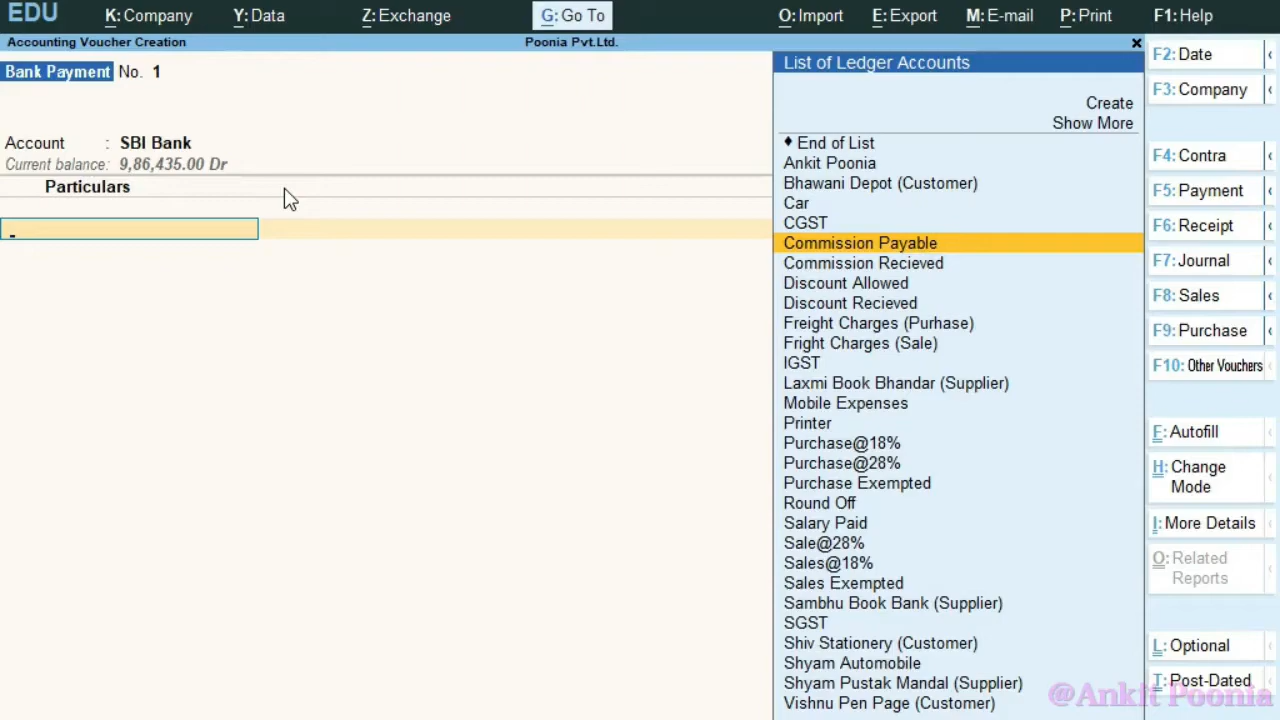 EDU K: Company Y: Data Z: Exchange G: Go To O: Import E: Export M: E-mail P: Print F1: Help
Accounting Voucher Creation Poonia Pvt.Ltd. ×
Bank Payment No. 1
Account : SBI Bank
Current balance: 9,86,435.00 Dr
Particulars
List of Ledger Accounts
Create
Show More
♦ End of List
Ankit Poonia
Bhawani Depot (Customer)
Car
CGST
Commission Payable
Commission Recieved
Discount Allowed
Discount Recieved
Freight Charges (Purhase)
Fright Charges (Sale)
IGST
Laxmi Book Bhandar (Supplier)
Mobile Expenses
Printer
Purchase@18%
Purchase@28%
Purchase Exempted
Round Off
Salary Paid
Sale@28%
Sales@18%
Sales Exempted
Sambhu Book Bank (Supplier)
SGST
Shiv Stationery (Customer)
Shyam Automobile
Shyam Pustak Mandal (Supplier)
Vishnu Pen Page (Customer)
F2: Date
F3: Company
F4: Contra
F5: Payment
F6: Receipt
F7: Journal
F8: Sales
F9: Purchase
F10: Other Vouchers
F: Autofill
H: Change
Mode
I: More Details
O: Related
Reports
L: Optional
T: Post-Dated
@Ankit Poonia